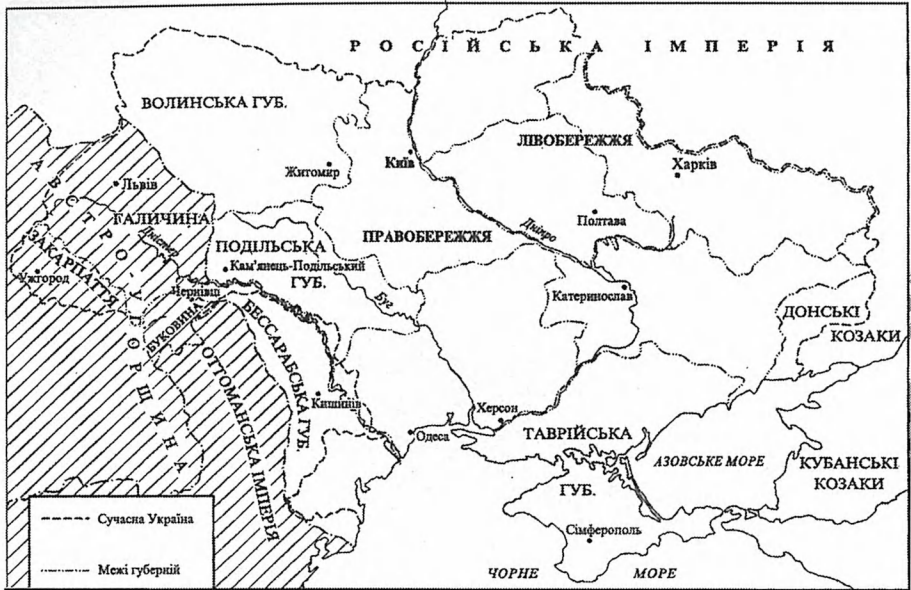 РОСІЙСЬКА ІМПЕРІЯ
ВОЛИНСЬКА ГУБ.
ЛІВОБЕРЕЖЖЯ
Київ
Харків
Житомир
Львів
АВСТРО-УГОРЩИНА
ГАЛИЧИНА
Дністер
Полтава
Дніпро
ПОДІЛЬСЬКА
ГУБ.
ПРАВОБЕРЕЖЖЯ
ЗАКАРПАТТЯ
Ужгород
Кам'янець-Подільський
Чернівці
Буг
Катеринослав
БУКОВИНА
ДОНСЬКІ
КОЗАКИ
БЕССАРАБСЬКА ГУБ.
ОТТОМАНСЬКА ІМПЕРІЯ
Кишинів
Херсон
Одеса
ТАВРІЙСЬКА
ГУБ.
АЗОВСЬКЕ МОРЕ
КУБАНСЬКІ
КОЗАКИ
Сімферополь
Сучасна Україна
Межі губерній
ЧОРНЕ МОРЕ